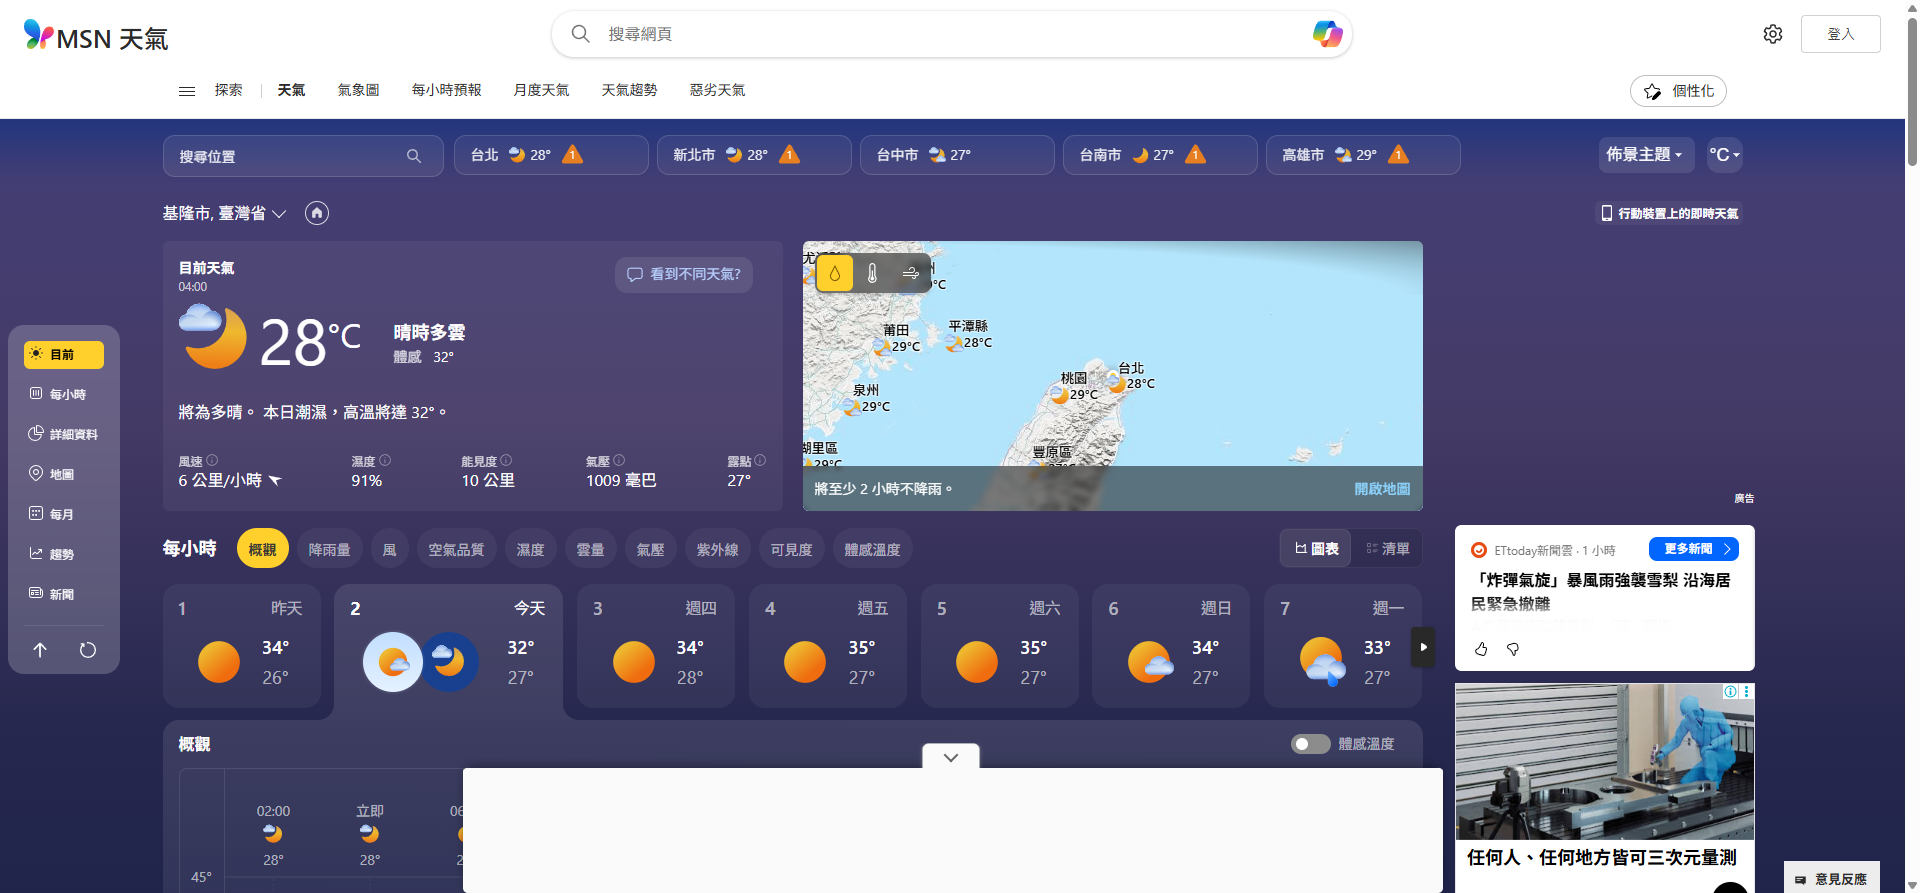 MSN 天氣
搜尋網頁
登入
探索
天氣
氣象圖
每小時預報
月度天氣
天氣趨勢
惡劣天氣
個性化
搜尋位置
台北 28° 1
新北市 28° 1
台中市 27°
台南市 27° 1
高雄市 29° 1
佈景主題
°C
基隆市, 臺灣省
行動裝置上的即時天氣
目前天氣
04:00
看到不同天氣?
28°C
晴時多雲
體感 32°
將為多晴。 本日潮濕，高溫將達 32°。
風速
6 公里/小時
濕度
91%
能見度
10 公里
氣壓
1009 毫巴
露點
27°
莆田
29°C
平潭縣
28°C
泉州
29°C
桃園
29°C
台北
28°C
湖里區
29°C
豐原區
將至少 2 小時不降雨。
開啟地圖
目前
每小時
詳細資料
地圖
每月
趨勢
新聞
廣告
每小時
概觀
降雨量
風
空氣品質
濕度
雲量
氣壓
紫外線
可見度
體感溫度
圖表
清單
1 昨天
34°
26°
2 今天
32°
27°
3 週四
34°
28°
4 週五
35°
27°
5 週六
35°
27°
6 週日
34°
27°
7 週一
33°
27°
ETtoday新聞雲 · 1 小時
更多新聞
「炸彈氣旋」暴風雨強襲雪梨 沿海居
民緊急撤離
概觀
體感溫度
02:00
28°
立即
28°
45°
任何人、任何地方皆可三次元量測
意見反應